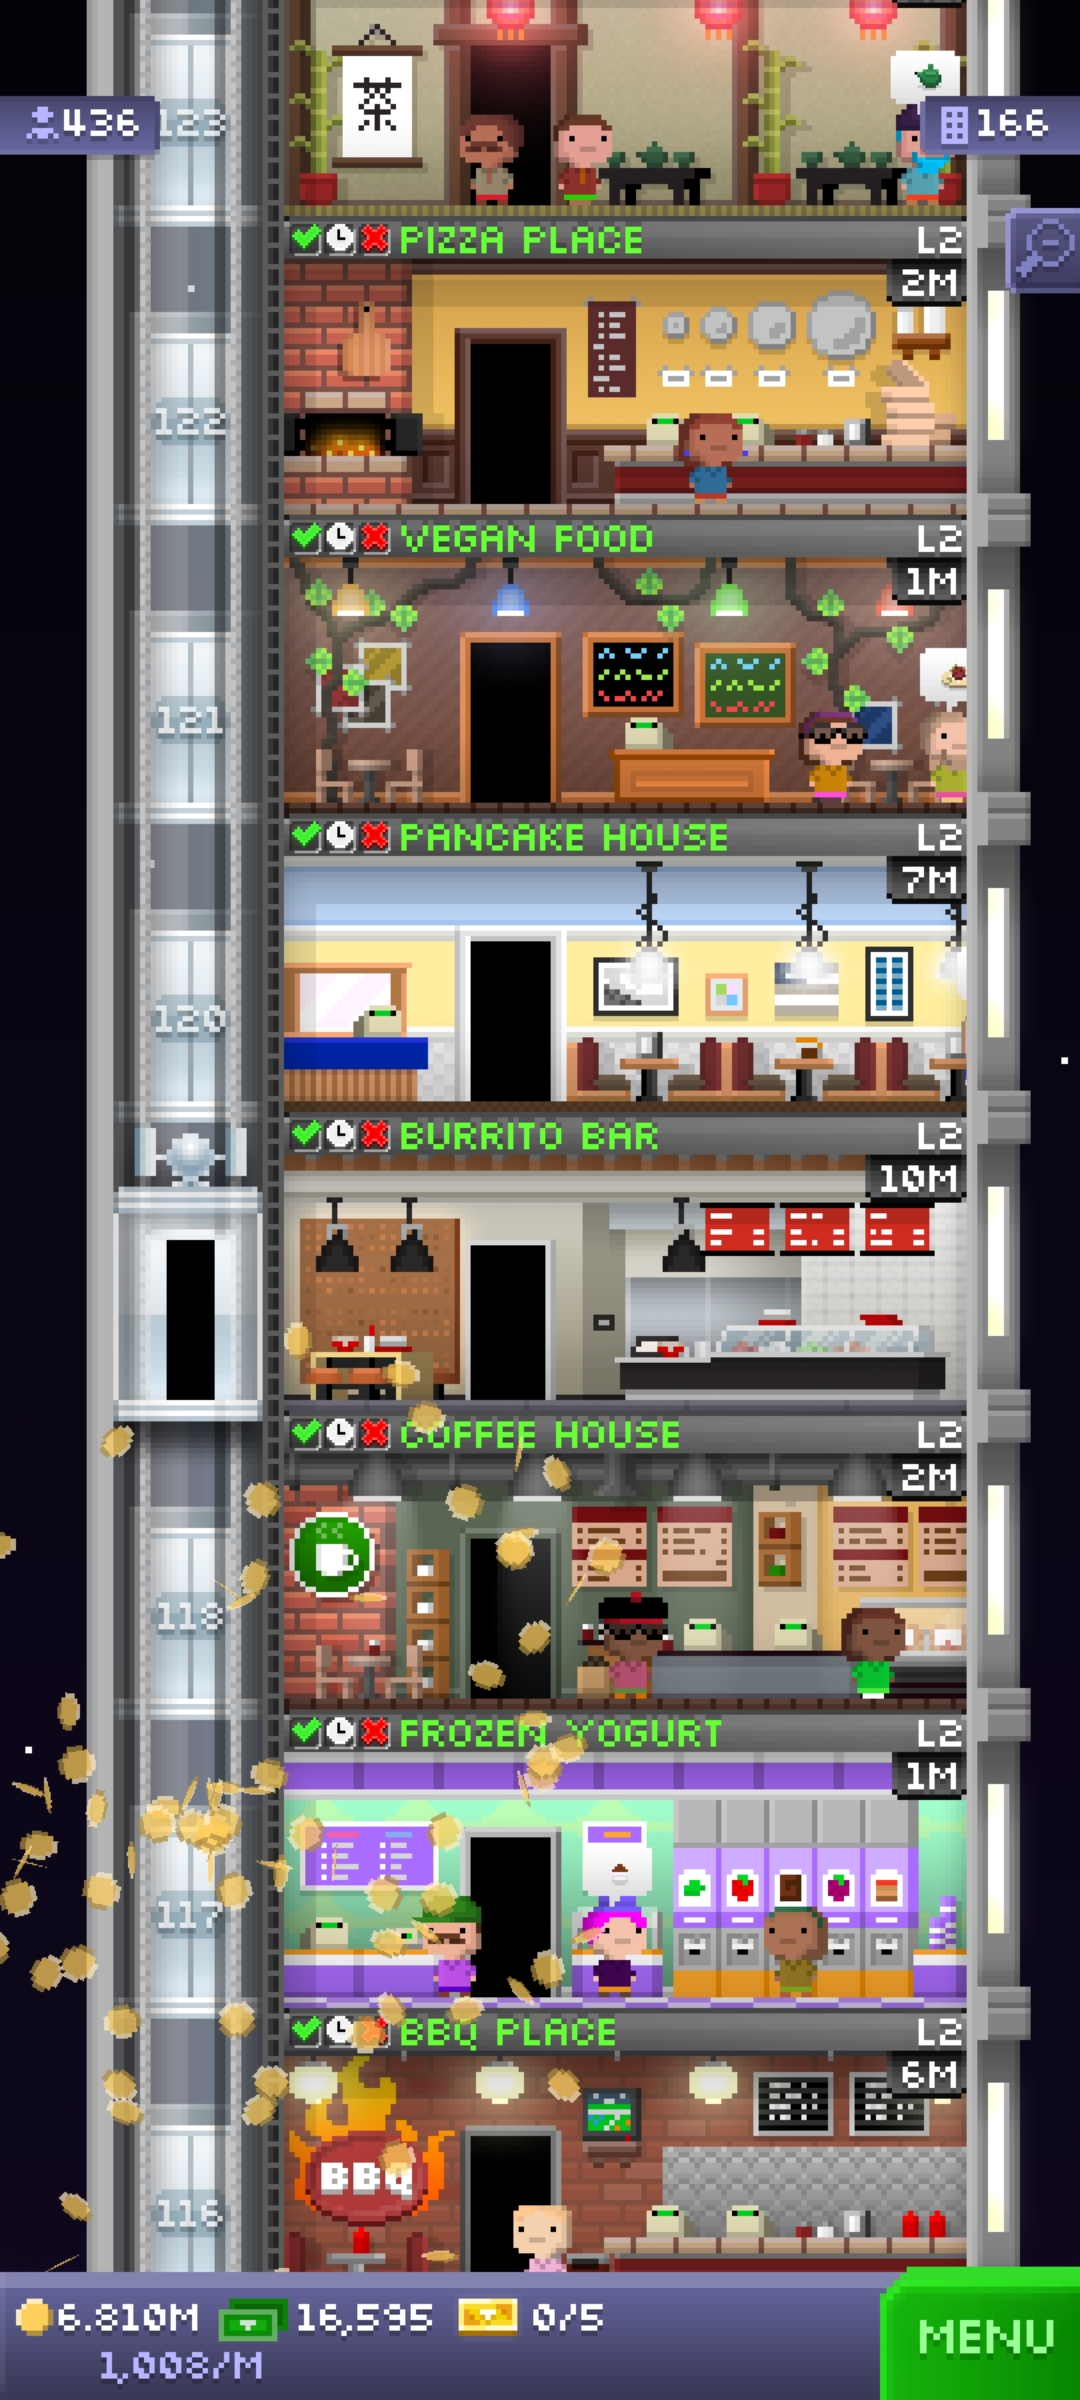 茶
436
123
166
PIZZA PLACE L2
2M
122
VEGAN FOOD L2
1M
121
PANCAKE HOUSE L2
7M
120
BURRITO BAR L2
10M
COFFEE HOUSE L2
2M
118
FROZEN YOGURT L2
1M
117
BBQ PLACE L2
6M
BBQ
116
6.810M 16,595 0/5
MENU
1,008/M